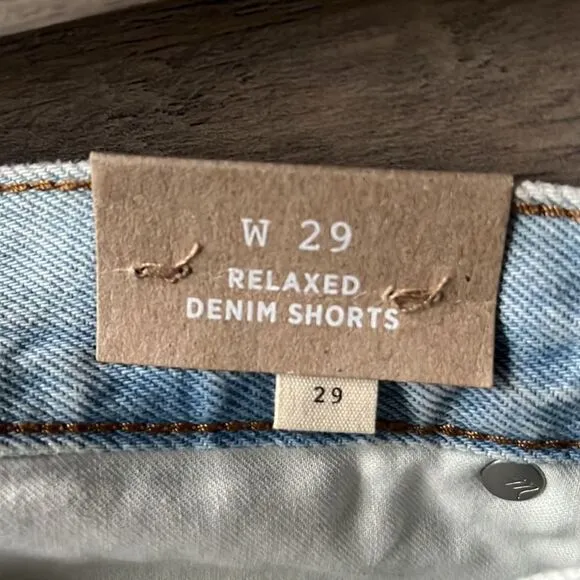 W 29
RELAXED
DENIM SHORTS
29